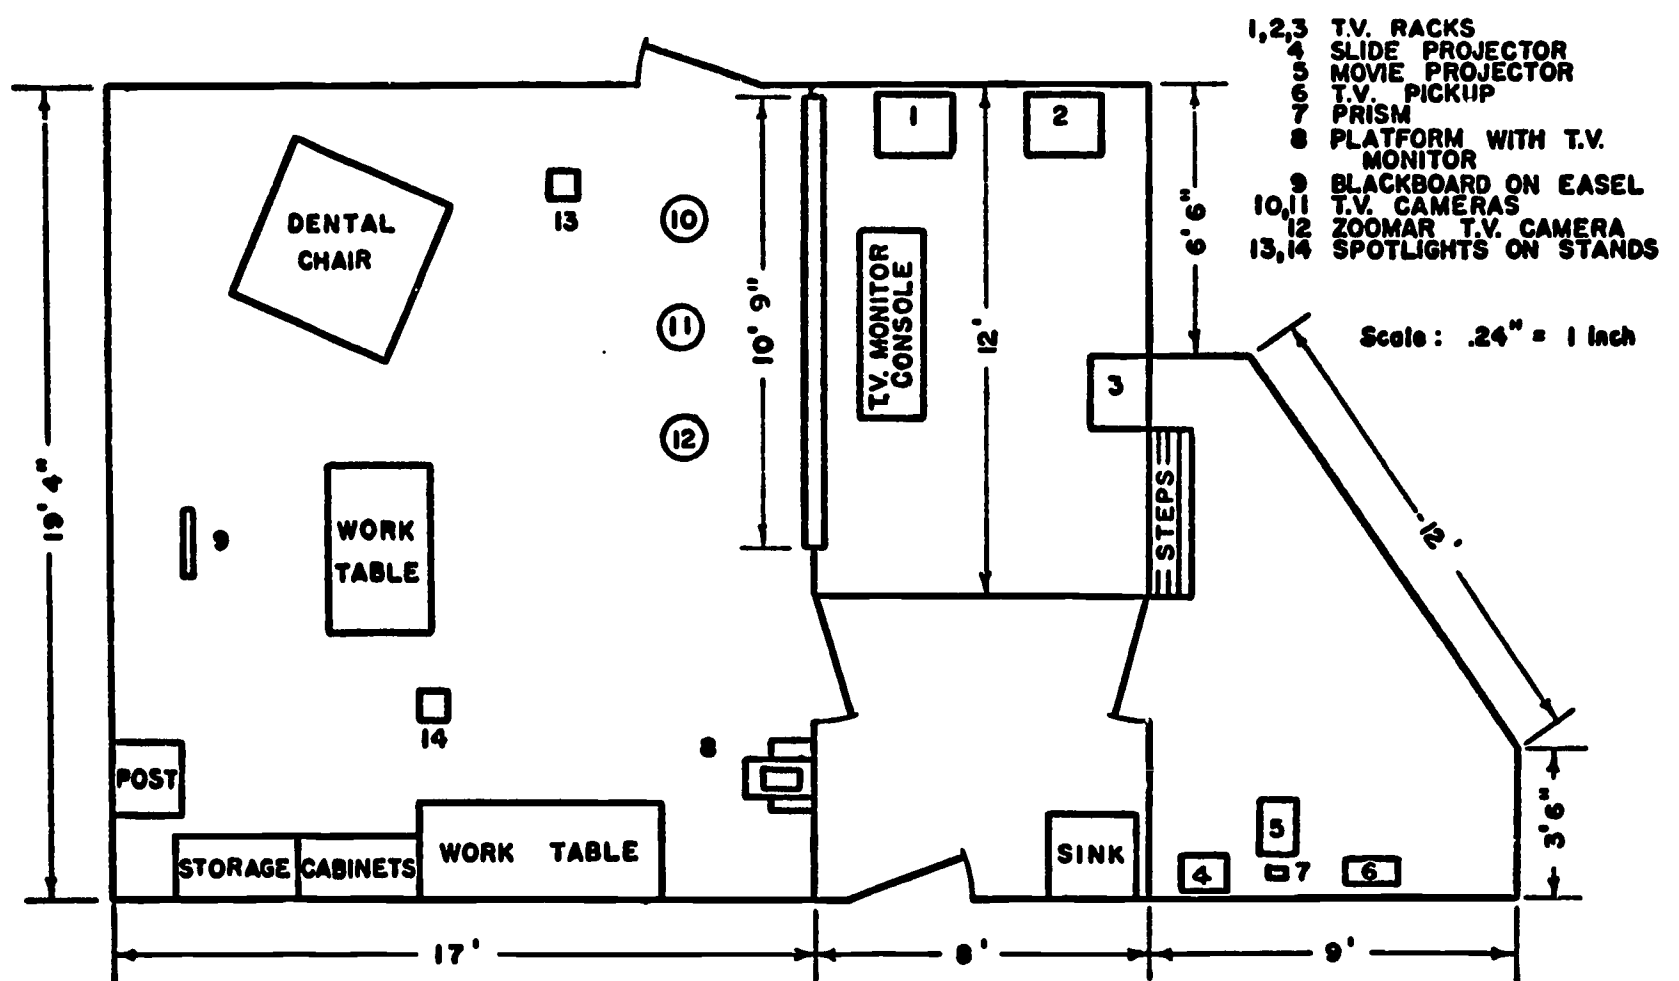 1,2,3 T.V. RACKS
4 SLIDE PROJECTOR
5 MOVIE PROJECTOR
6 T.V. PICKUP
7 PRISM
8 PLATFORM WITH T.V.
MONITOR
9 BLACKBOARD ON EASEL
10,11 T.V. CAMERAS
12 ZOOMAR T.V. CAMERA
13,14 SPOTLIGHTS ON STANDS
Scale: .24" = 1 inch
1
2
DENTAL
CHAIR
13
10
11
12
10' 9"
T.V. MONITOR
CONSOLE
12'
6' 6"
3
STEPS
12'
19' 4"
9
WORK
TABLE
14
8
POST
STORAGE
CABINETS
WORK TABLE
SINK
5
4
7
6
3' 6"
17'
8'
9'